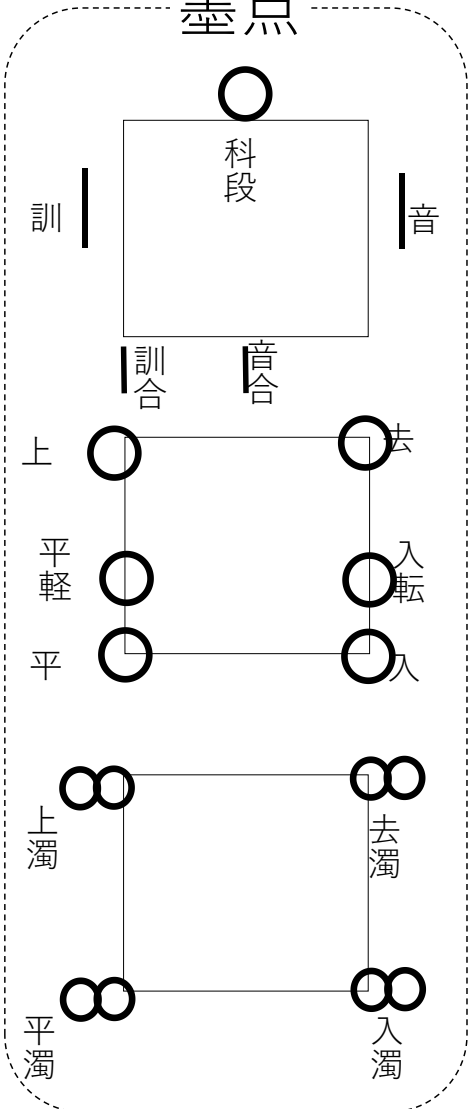 墨点
科段
訓
音
訓合
音合
上
去
平軽
入転
平
入
上濁
去濁
平濁
入濁